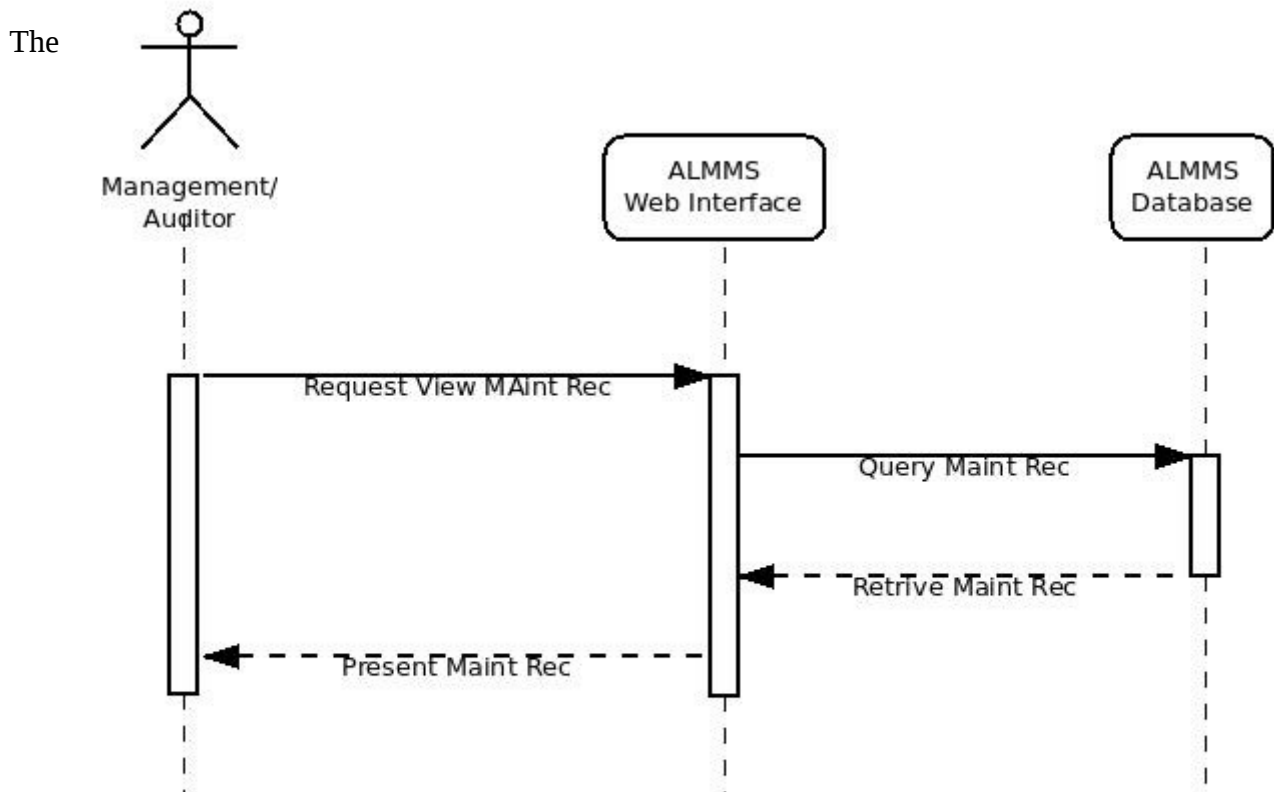 The
Management/
Auditor
ALMMS
Web Interface
ALMMS
Database
Request View MAint Rec
Query Maint Rec
Retrive Maint Rec
Present Maint Rec